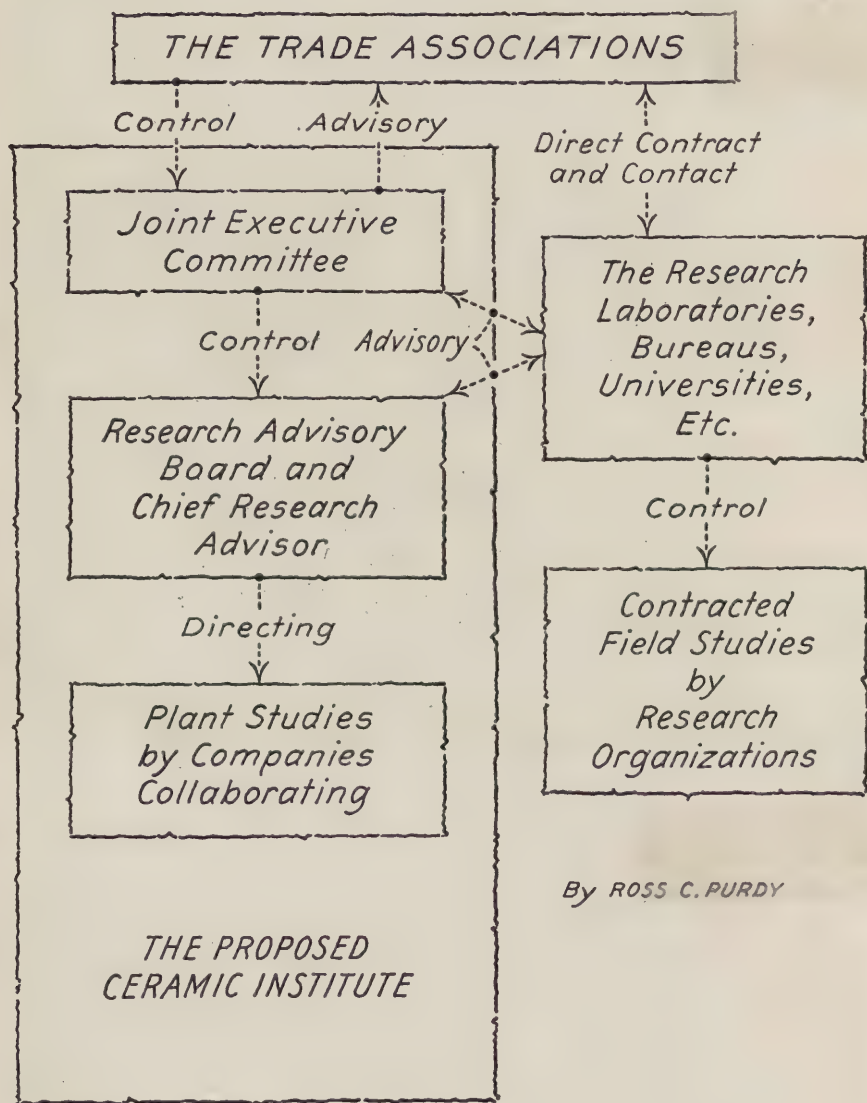 THE TRADE ASSOCIATIONS
Control
Advisory
Direct Contract
and Contact
Joint Executive
Committee
The Research
Laboratories,
Bureaus,
Universities,
Etc.
Control
Advisory
Research Advisory
Board and
Chief Research
Advisor
Control
Directing
Contracted
Field Studies
by
Research
Organizations
Plant Studies
by Companies
Collaborating
By ROSS C. PURDY
THE PROPOSED
CERAMIC INSTITUTE